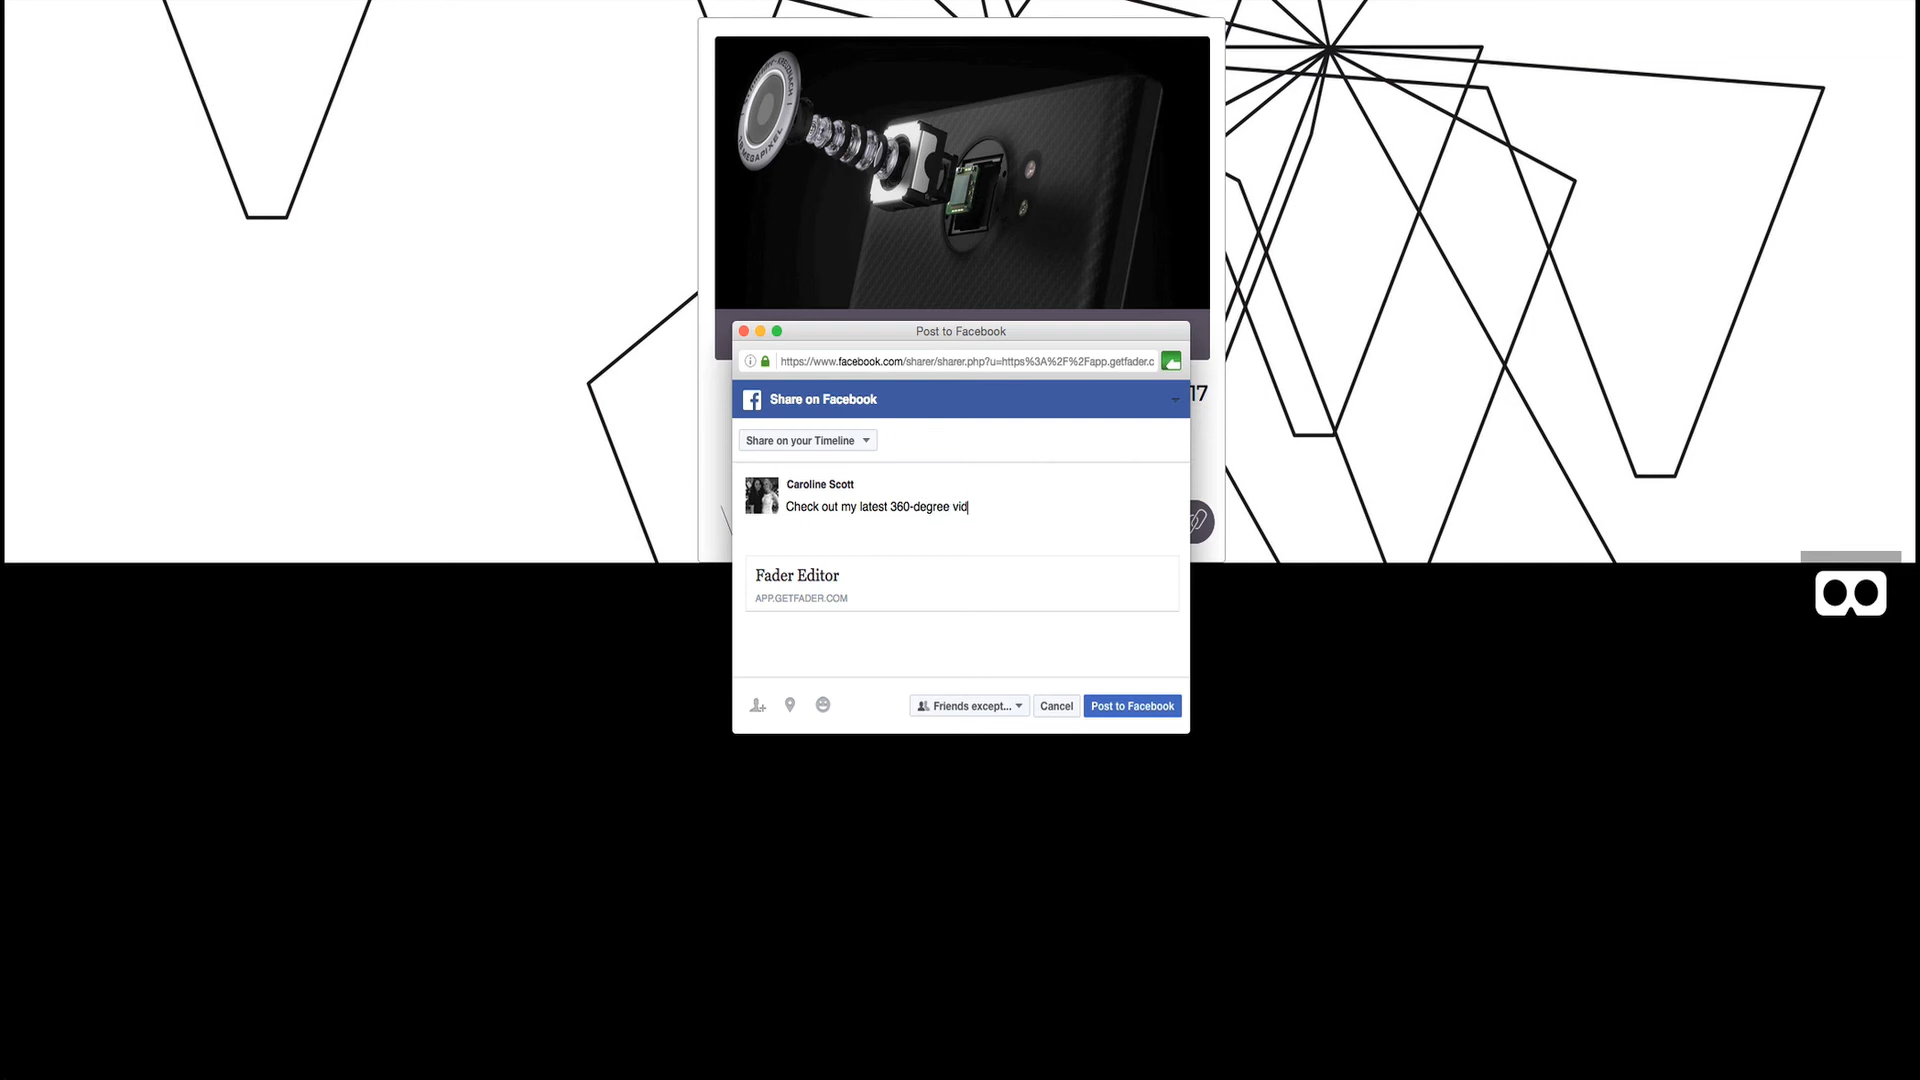 MEGAPIXEL
Post to Facebook
https://www.facebook.com/sharer/sharer.php?u=https%3A%2F%2Fapp.getfader.c
17
Share on Facebook
Share on your Timeline
Caroline Scott
Check out my latest 360-degree vid
Fader Editor
APP.GETFADER.COM
Friends except...
Cancel
Post to Facebook